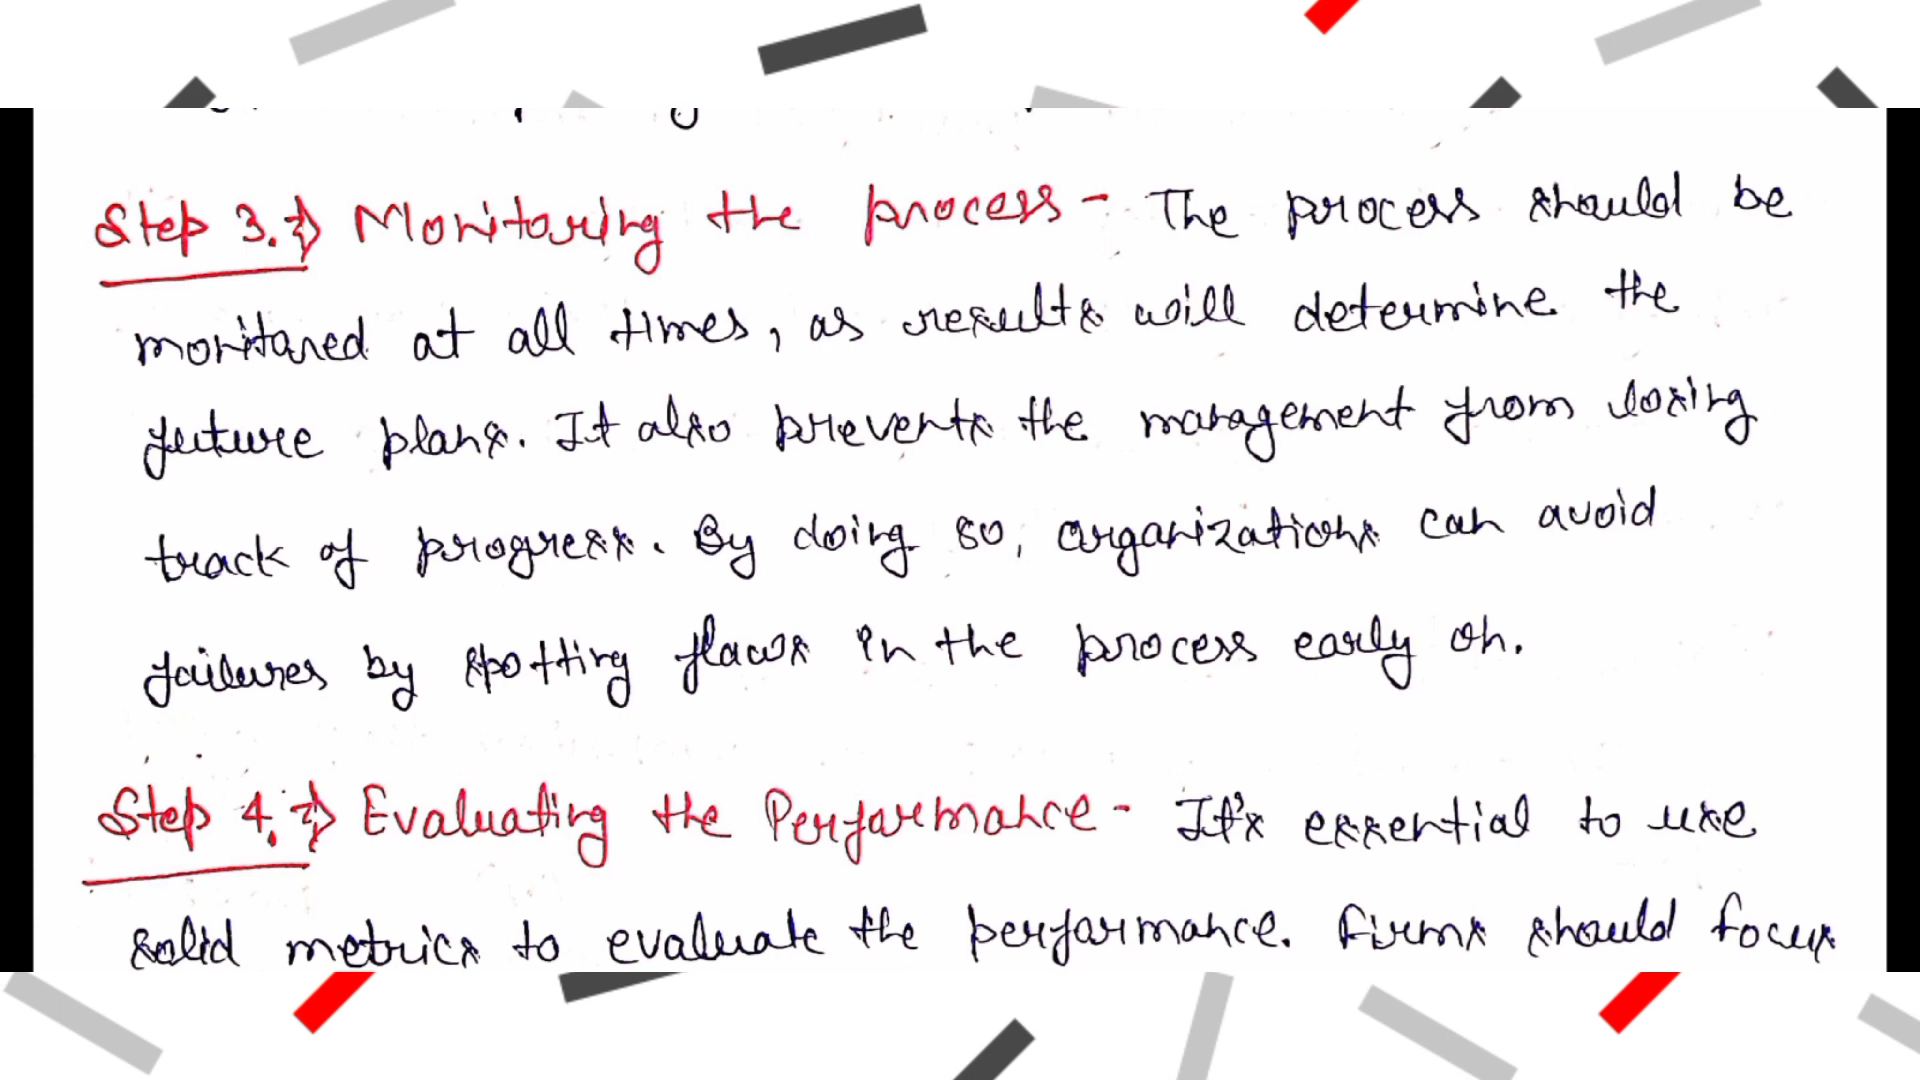 Step 3.⇒ Monitoring the process - The process should be
monitored at all times, as results will determine the
future plans. It also prevents the management from losing
track of progress. By doing so, organizations can avoid
failures by spotting flaws in the process early on.
Step 4.⇒ Evaluating the Performance - It's essential to use
solid metrics to evaluate the performance. Firms should focus